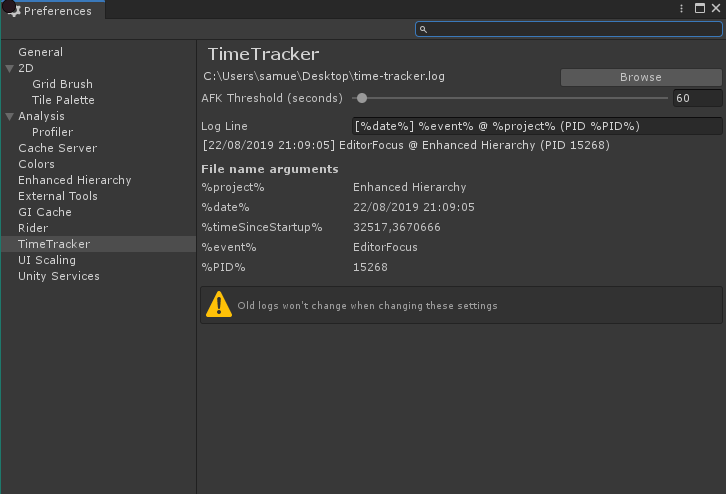 Preferences
General
2D
Grid Brush
Tile Palette
Analysis
Profiler
Cache Server
Colors
Enhanced Hierarchy
External Tools
GI Cache
Rider
TimeTracker
UI Scaling
Unity Services
TimeTracker
C:\Users\samue\Desktop\time-tracker.log Browse
AFK Threshold (seconds) 60
Log Line [%date%] %event% @ %project% (PID %PID%)
[22/08/2019 21:09:05] EditorFocus @ Enhanced Hierarchy (PID 15268)
File name arguments
%project% Enhanced Hierarchy
%date% 22/08/2019 21:09:05
%timeSinceStartup% 32517,3670666
%event% EditorFocus
%PID% 15268
Old logs won't change when changing these settings